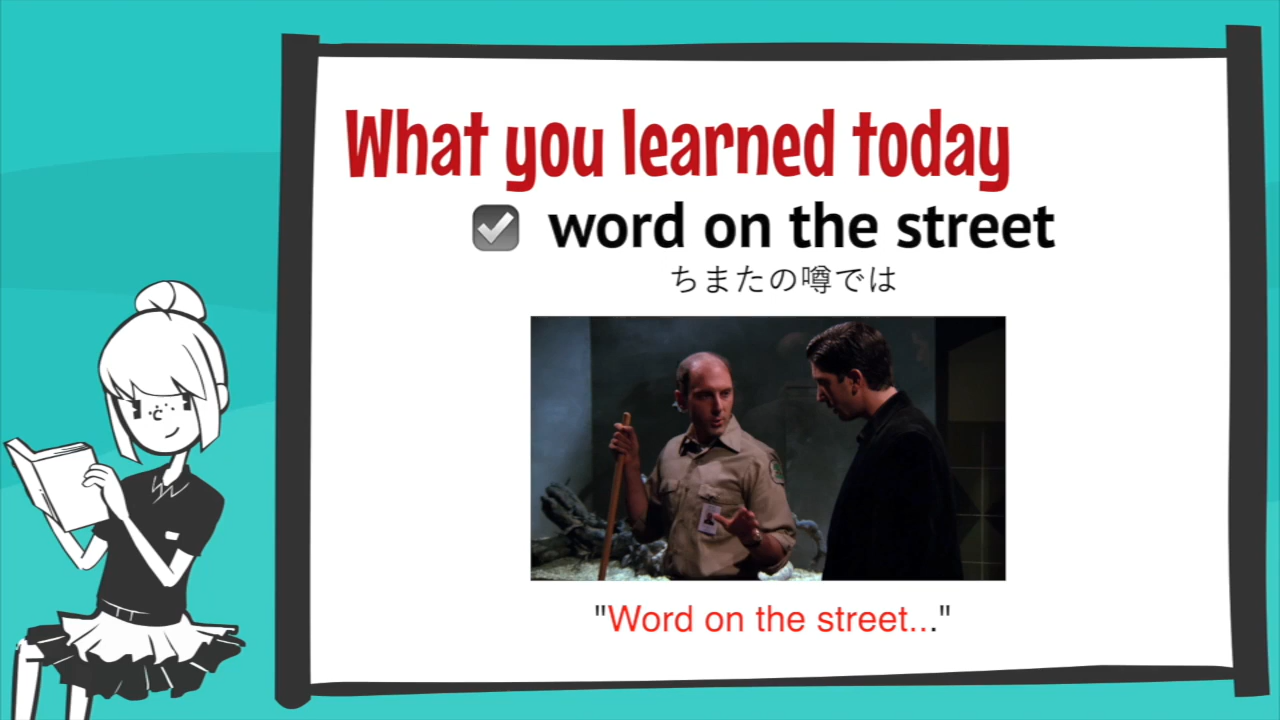 What you learned today
word on the street
ちまたの噂では
"Word on the street..."